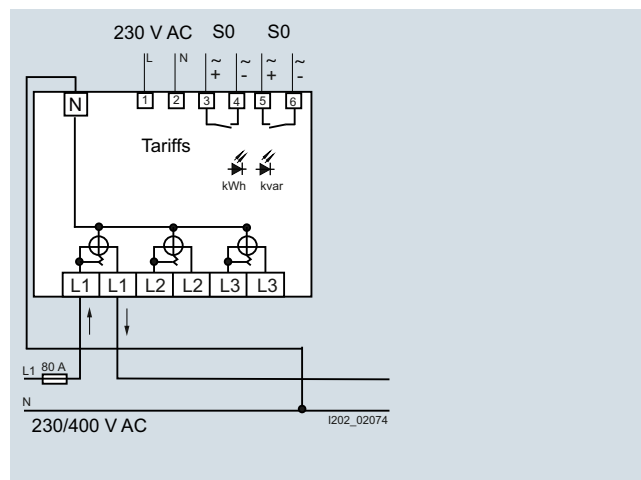 230 V AC S0 S0
L N ~ ~ ~ ~
+ - + -
N 1 2 3 4 5 6
Tariffs
kWh kvar
L1 L1 L2 L2 L3 L3
L1 80 A
N
230/400 V AC
I202_02074